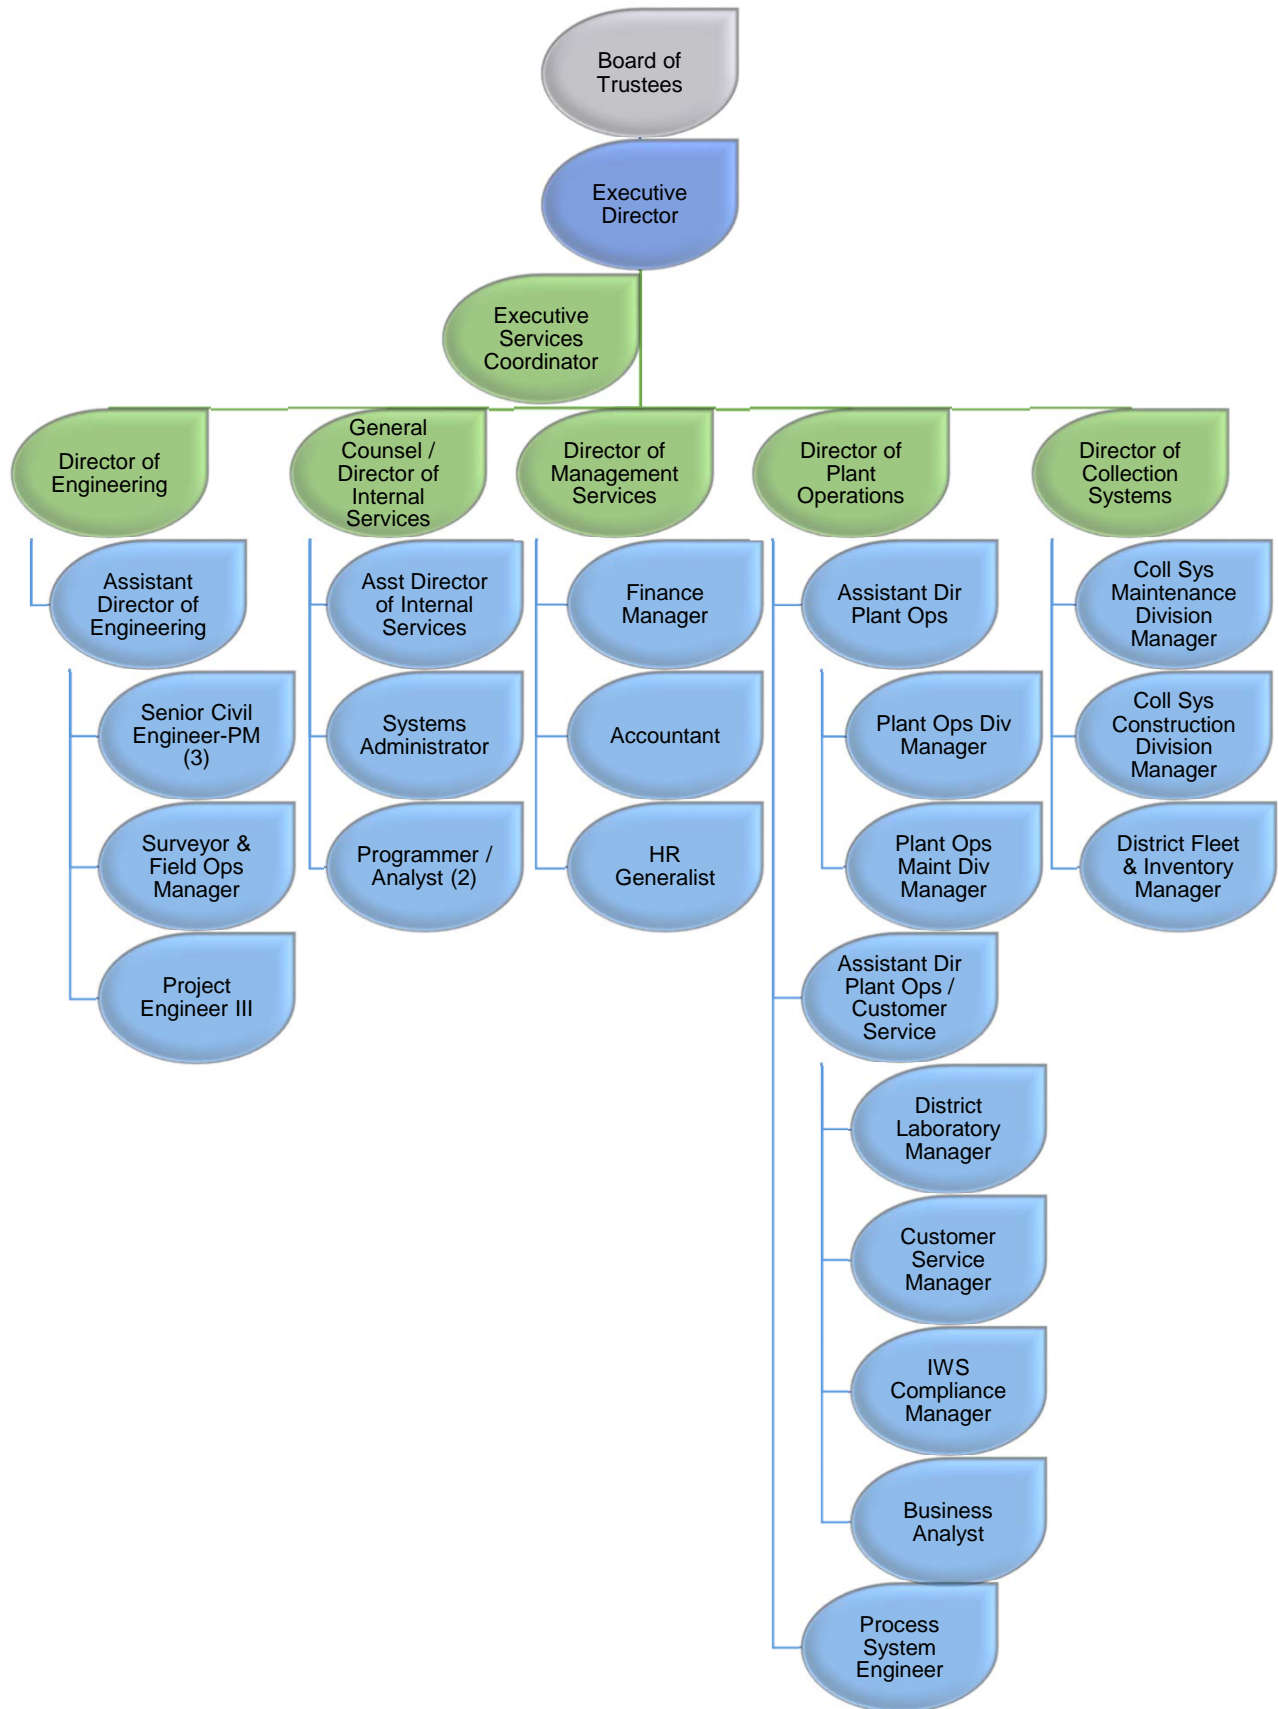 Board of
Trustees
Executive
Director
Executive
Services
Coordinator
Director of
Engineering
General
Counsel /
Director of
Internal
Services
Director of
Management
Services
Director of
Plant
Operations
Director of
Collection
Systems
Assistant
Director of
Engineering
Senior Civil
Engineer-PM
(3)
Surveyor &
Field Ops
Manager
Project
Engineer III
Asst Director
of Internal
Services
Systems
Administrator
Programmer /
Analyst (2)
Finance
Manager
Accountant
HR
Generalist
Assistant Dir
Plant Ops
Plant Ops Div
Manager
Plant Ops
Maint Div
Manager
Assistant Dir
Plant Ops /
Customer
Service
District
Laboratory
Manager
Customer
Service
Manager
IWS
Compliance
Manager
Business
Analyst
Process
System
Engineer
Coll Sys
Maintenance
Division
Manager
Coll Sys
Construction
Division
Manager
District Fleet
& Inventory
Manager